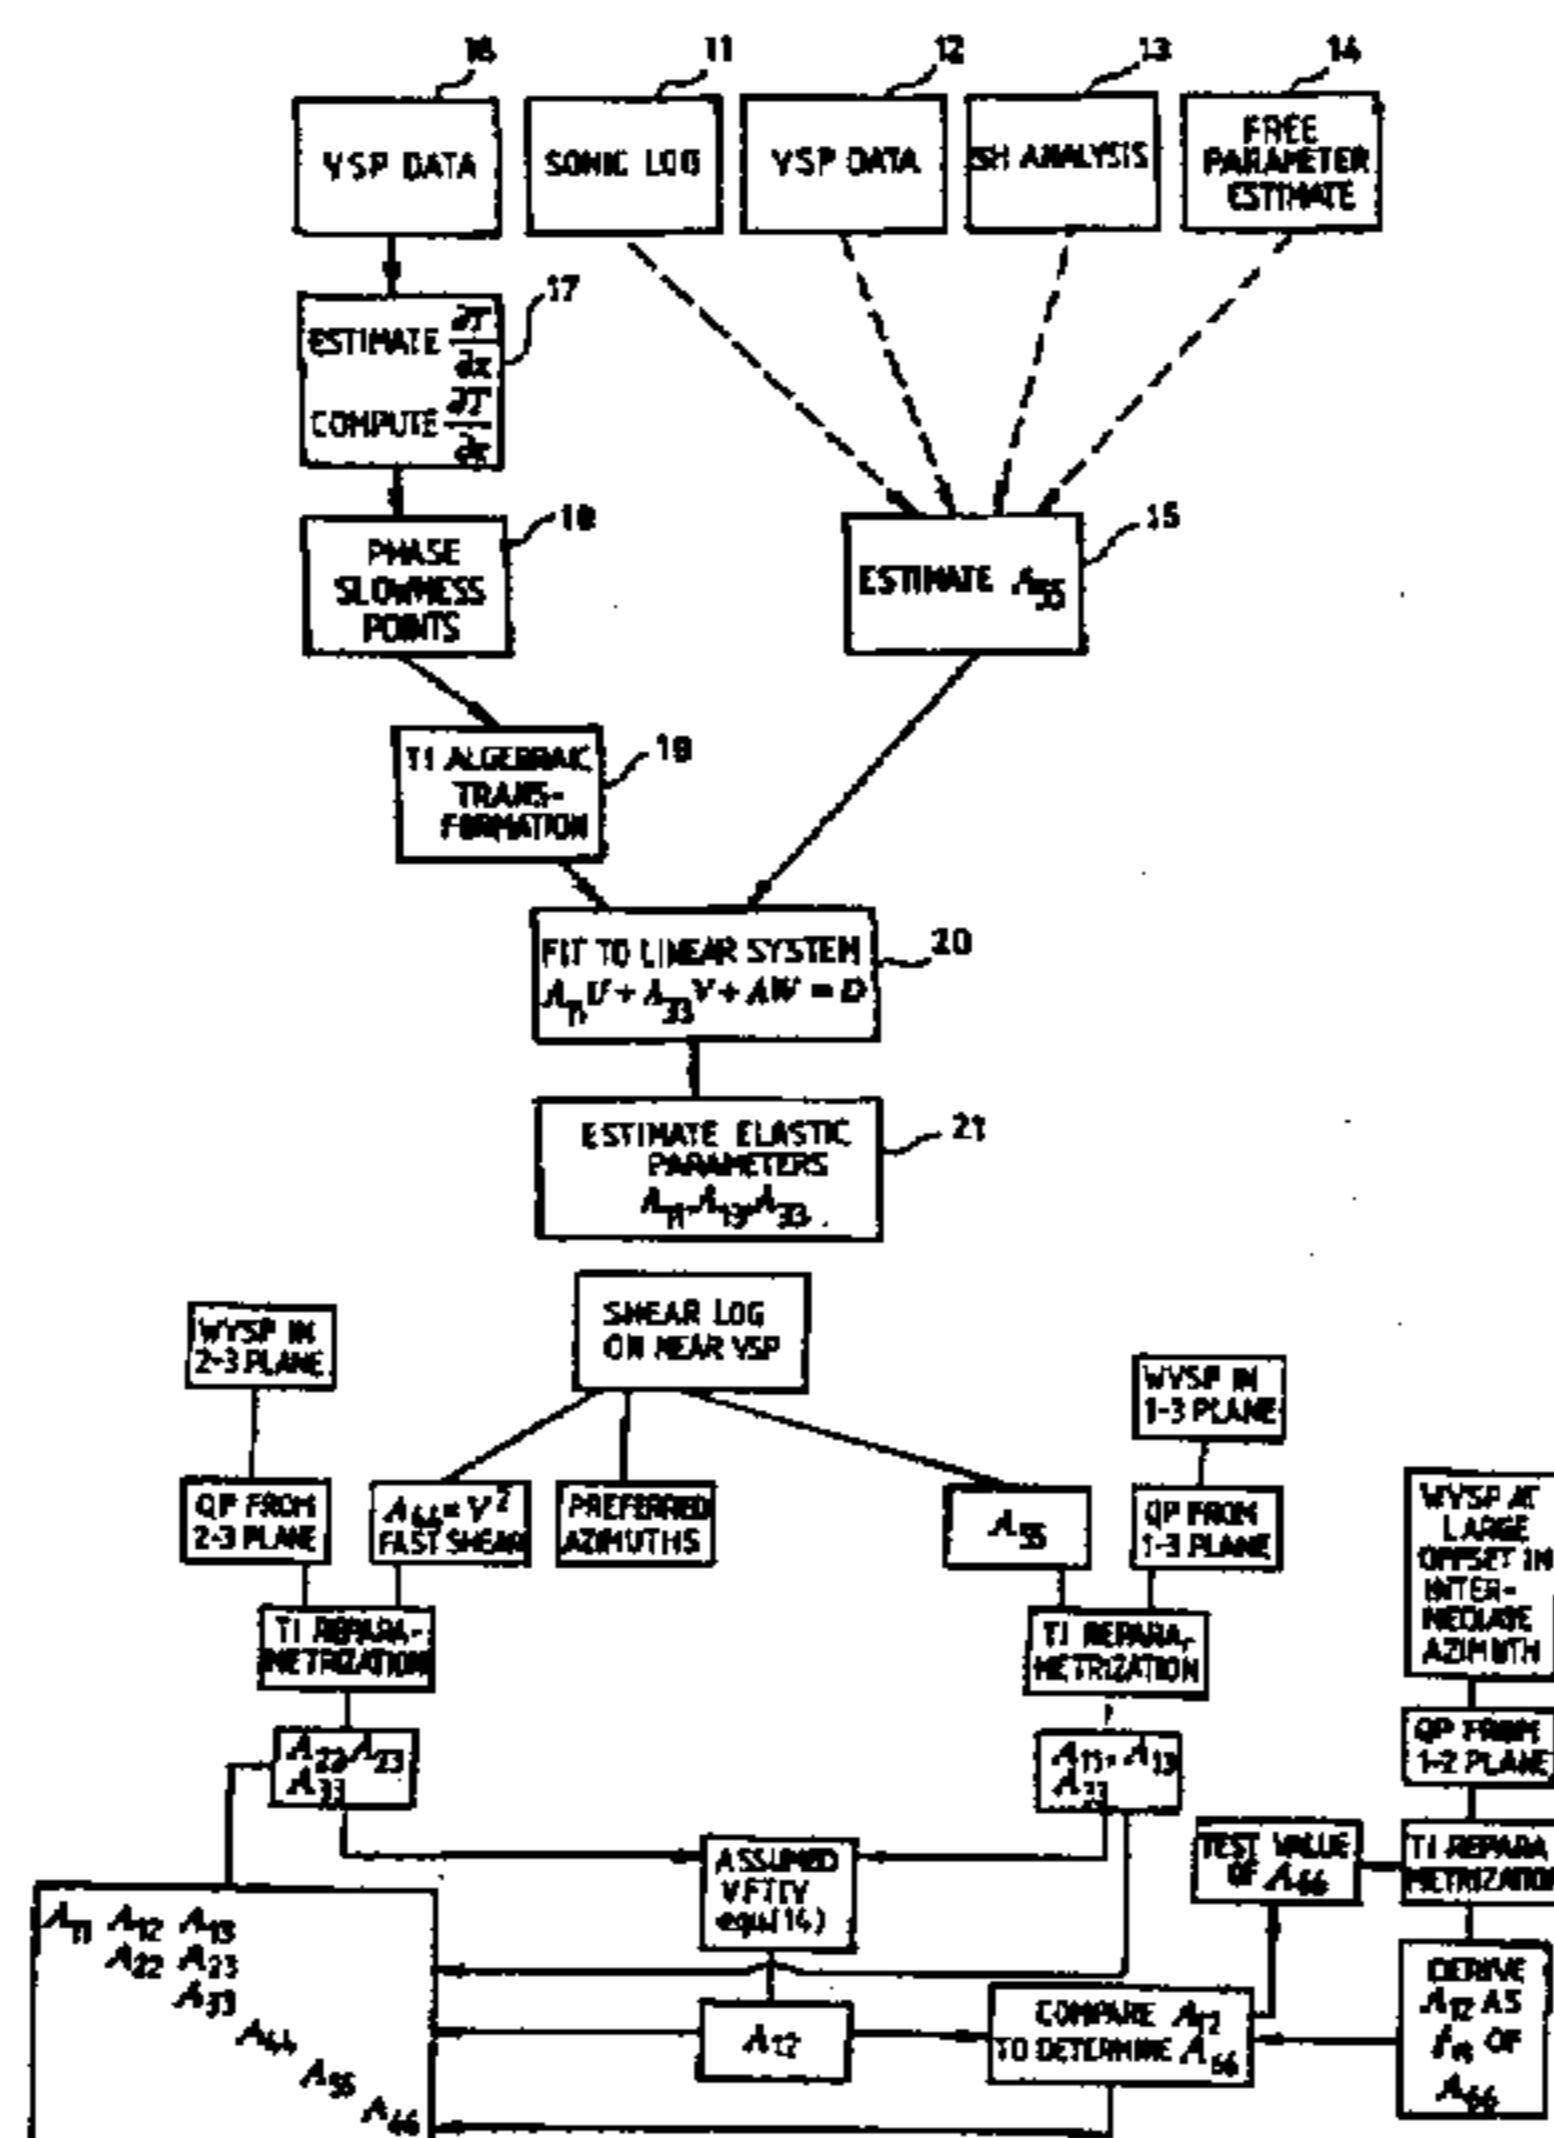 16 11 12 13 14
VSP DATA
SONIC LOG
VSP DATA
SH ANALYSIS
FREE
PARAMETER
ESTIMATE
17
ESTIMATE ∂T/∂x
COMPUTE ∂T/∂x
18
PHASE
SLOWNESS
POINTS
15
ESTIMATE A55
19
TI ALGEBRAIC
TRANS-
FORMATION
20
FIT TO LINEAR SYSTEM
A11U + A33V + AW = D
21
ESTIMATE ELASTIC
PARAMETERS
A11, A13, A33.
SHEAR LOG
ON NEAR VSP
WVSP IN
2-3 PLANE
WVSP IN
1-3 PLANE
QP FROM
2-3 PLANE
A44 = V²
FAST SHEAR
PREFERRED
AZIMUTHS
A55
QP FROM
1-3 PLANE
WVSP AT
LARGE
OFFSET IN
INTER-
MEDIATE
AZIMUTH
TI REPARA-
METRIZATION
TI REPARA-
METRIZATION
QP FROM
1-2 PLANE
A22, A23
A33
A11, A13
A33
ASSUMED
VFTIV
equ(14)
TEST VALUE
OF A66
TI REPARA
METRIZATION
A11 A12 A13
A22 A23
A33
A44
A55
A66
A12
COMPARE A12
TO DETERMINE A66
DERIVE
A12 AS
fn OF
A66